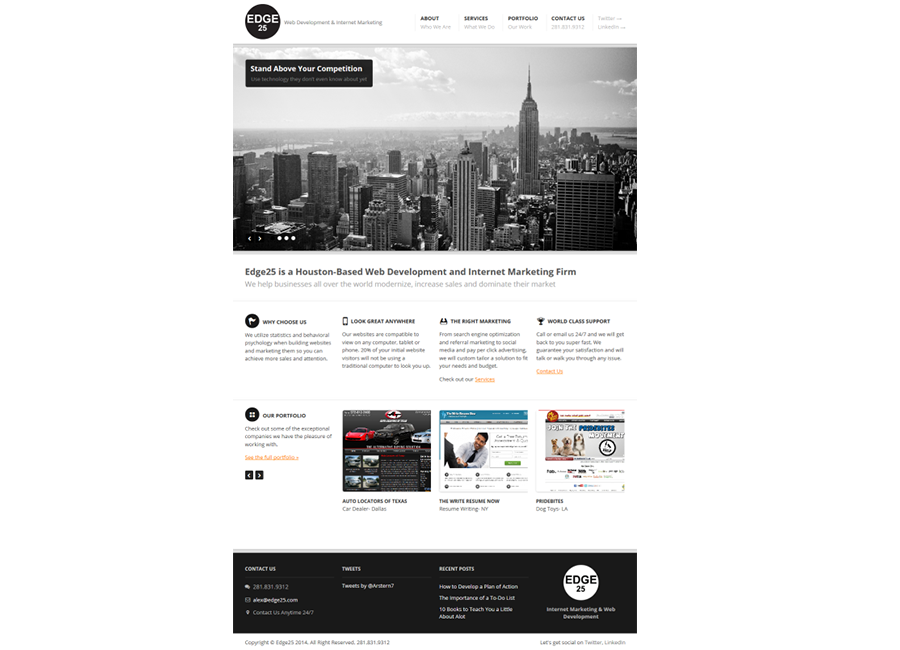 EDGE
25
Web Development & Internet Marketing
ABOUT
Who We Are
SERVICES
What We Do
PORTFOLIO
Our Work
CONTACT US
281.831.9312
Twitter →
LinkedIn →
Stand Above Your Competition
Use technology they don't even know about yet
Edge25 is a Houston-Based Web Development and Internet Marketing Firm
We help businesses all over the world modernize, increase sales and dominate their market
WHY CHOOSE US
We utilize statistics and behavioral
psychology when building websites
and marketing them so you can
achieve more sales and attention.
LOOK GREAT ANYWHERE
Our websites are compatible to
view on any computer, tablet or
phone. 20% of your initial website
visitors will not be using a
traditional computer to look you up.
THE RIGHT MARKETING
From search engine optimization
and referral marketing to social
media and pay per click advertising,
we will custom tailor a solution to fit
your needs and budget.
Check out our Services
WORLD CLASS SUPPORT
Call or email us 24/7 and we will get
back to you super fast. We
guarantee your satisfaction and will
talk or walk you through any issue.
Contact Us
OUR PORTFOLIO
Check out some of the exceptional
companies we have the pleasure of
working with.
See the full portfolio »
AUTO LOCATORS OF TEXAS
Car Dealer- Dallas
The Write Resume Now
THE WRITE RESUME NOW
Resume Writing- NY
JOIN THE PRIDEBITES
MOVEMENT
PRIDEBITES
Dog Toys- LA
CONTACT US
281.831.9312
alex@edge25.com
Contact Us Anytime 24/7
TWEETS
Tweets by @Arstern7
RECENT POSTS
How to Develop a Plan of Action
The Importance of a To-Do List
10 Books to Teach You a Little
About Alot
EDGE
25
Internet Marketing & Web
Development
Copyright © Edge25 2014. All Right Reserved. 281.831.9312
Let's get social on Twitter, LinkedIn